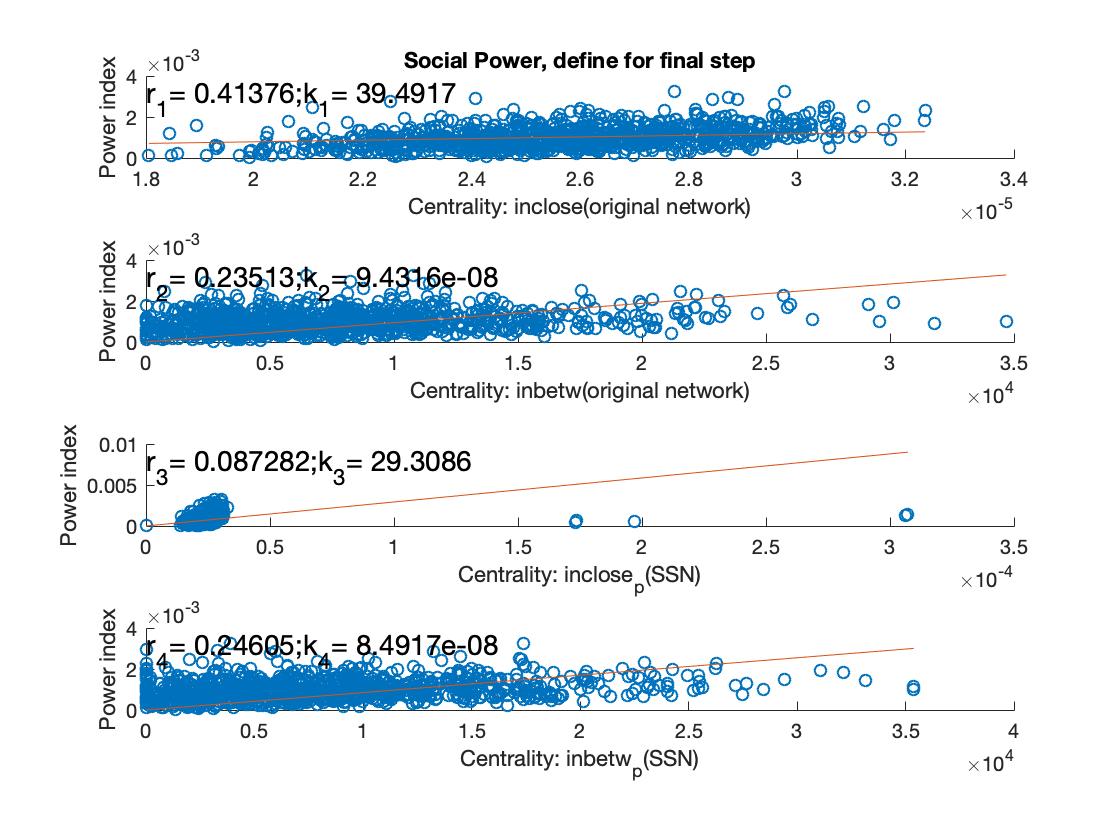 Social Power, define for final step
×10-3
r1= 0.41376;k1= 39.4917
Power index
4
2
0
1.8 2 2.2 2.4 2.6 2.8 3 3.2 3.4
Centrality: inclose(original network)
×10-5
×10-3
r2= 0.23513;k2= 9.4316e-08
Power index
4
2
0
0 0.5 1 1.5 2 2.5 3 3.5
Centrality: inbetw(original network)
×104
r3= 0.087282;k3= 29.3086
Power index
0.01
0.005
0
0 0.5 1 1.5 2 2.5 3 3.5
Centrality: inclosep(SSN)
×10-4
×10-3
r4= 0.24605;k4= 8.4917e-08
Power index
4
2
0
0 0.5 1 1.5 2 2.5 3 3.5 4
Centrality: inbetwp(SSN)
×104